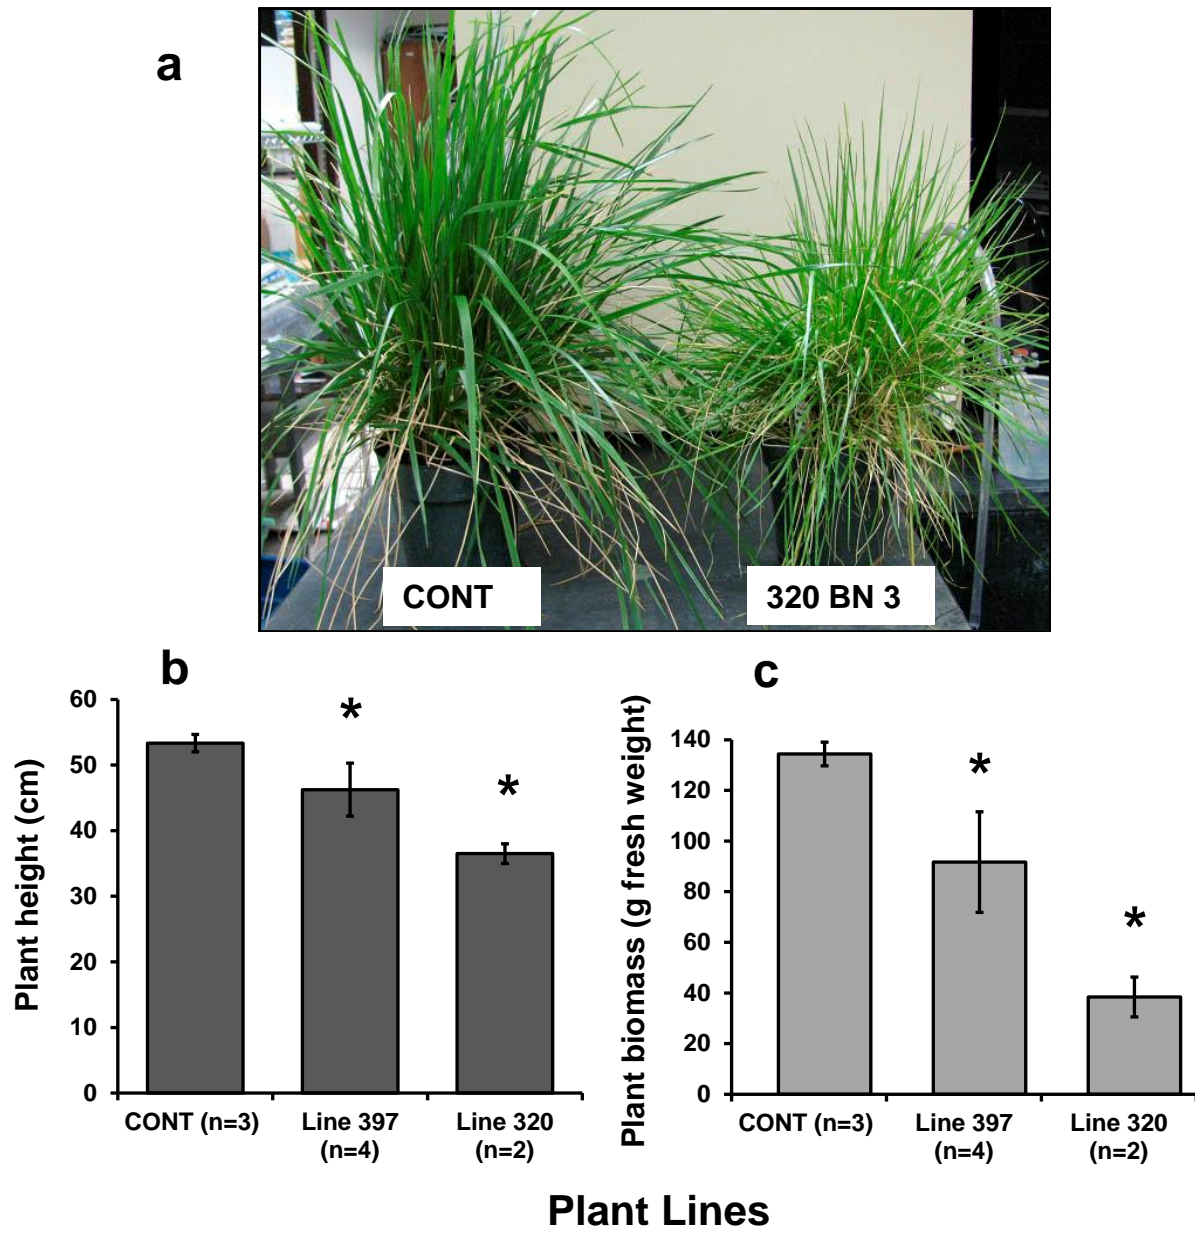 a
CONT
320 BN 3
b
*
*
Plant height (cm)
60
50
40
30
20
10
0
CONT (n=3)
Line 397
(n=4)
Line 320
(n=2)
c
*
*
Plant biomass (g fresh weight)
140
120
100
80
60
40
20
0
CONT (n=3)
Line 397
(n=4)
Line 320
(n=2)
Plant Lines